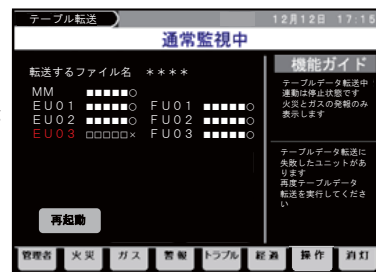 テーブル転送
12月12日 17:15
通常監視中
転送するファイル名 ****
MM ■■■■■○
EU01 ■■■■■○ FU01 ■■■■■○
EU02 ■■■■■○ FU02 ■■■■■○
EU03 □□□□□× FU03 ■■■■■○
再起動
機能ガイド
テーブルデータ転送中
連動は停止状態です
火災とガスの発報のみ
表示します
テーブルデータ転送に
失敗したユニットがあ
ります
再度テーブルデータ
転送を実行してくださ
い
管理者 火災 ガス 警報 トラブル 経過 操作 消灯